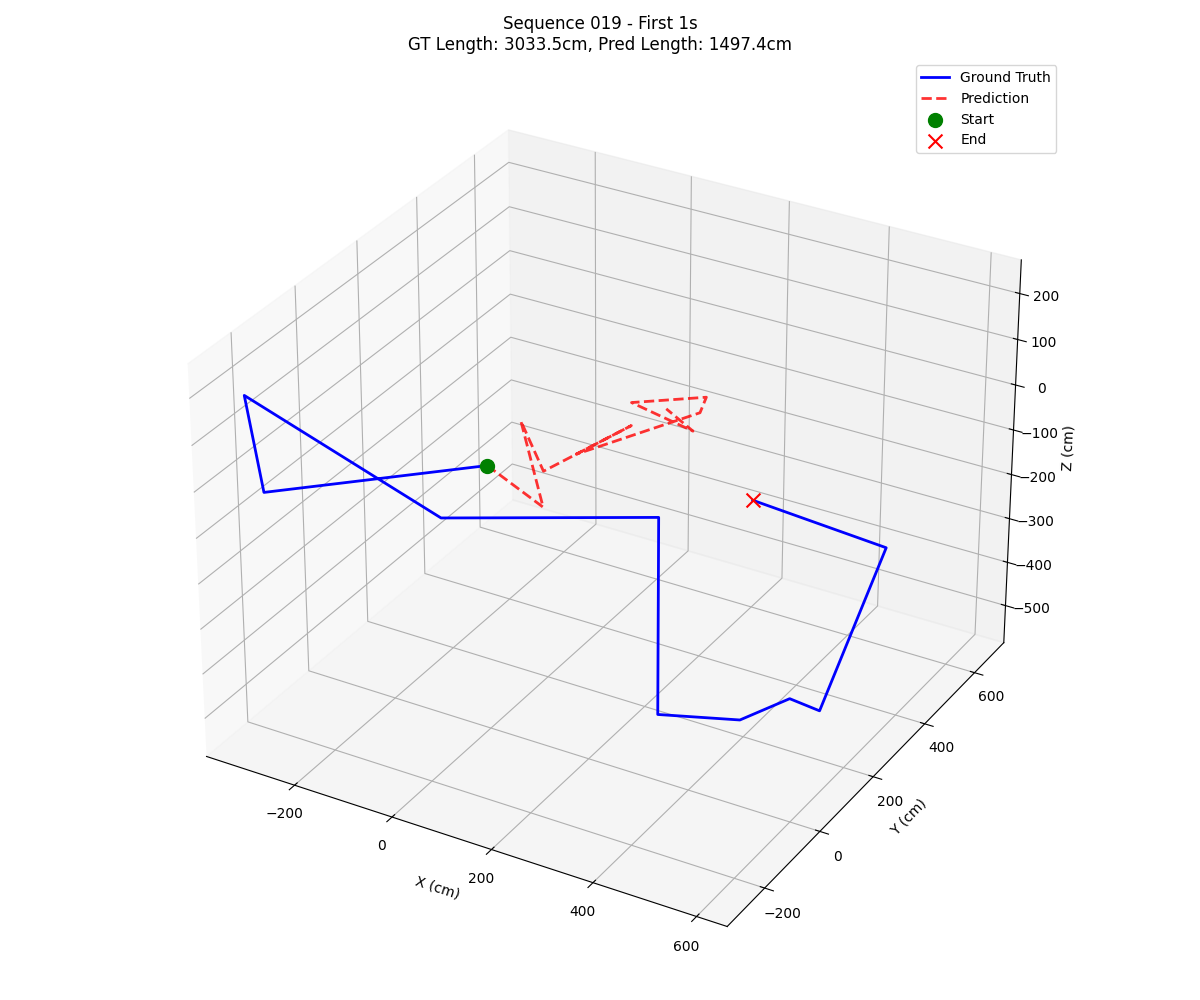 Sequence 019 - First 1s
GT Length: 3033.5cm, Pred Length: 1497.4cm
Ground Truth
Prediction
Start
End
200
100
0
−100
−200
−300
−400
−500
Z (cm)
600
400
200
0
−200
Y (cm)
−200
0
200
400
600
X (cm)